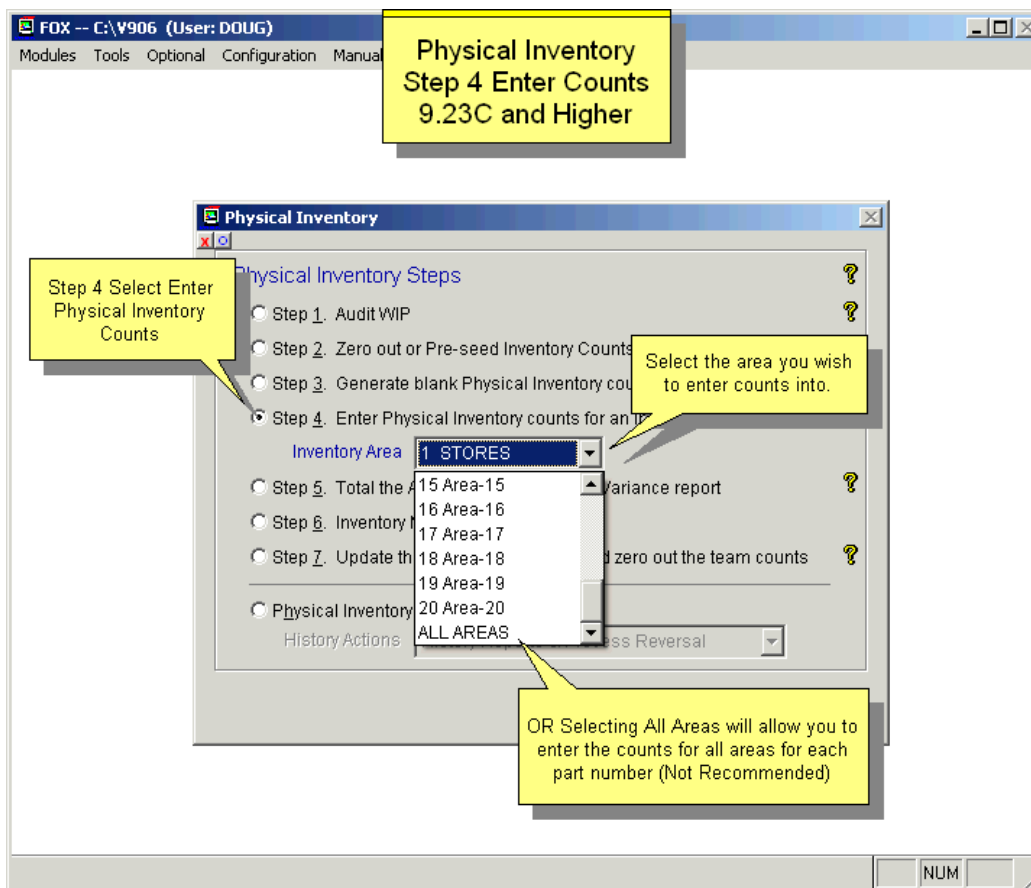 FOX -- C:\V906 (User: DOUG)
Modules Tools Optional Configuration Manual
Physical Inventory
Step 4 Enter Counts
9.23C and Higher
Physical Inventory
Physical Inventory Steps
Step 4 Select Enter
Physical Inventory
Counts
Step 1. Audit WIP
Step 2. Zero out or Pre-seed Inventory Counts
Step 3. Generate blank Physical Inventory
Select the area you wish
to enter counts into.
Step 4. Enter Physical Inventory counts for an
Inventory Area 1 STORES
15 Area-15
16 Area-16
17 Area-17
18 Area-18
19 Area-19
20 Area-20
ALL AREAS
Step 5. Total the Variance report
Step 6. Inventory
Step 7. Update zero out the team counts
Physical Inventory
History Actions Reversal
OR Selecting All Areas will allow you to
enter the counts for all areas for each
part number (Not Recommended)
NUM